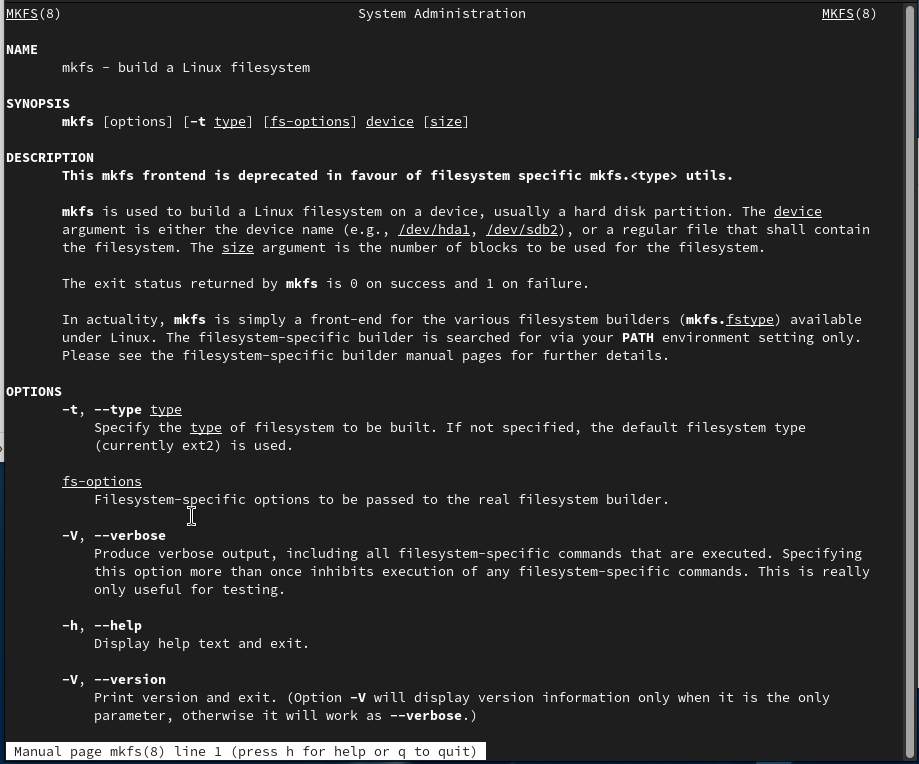 MKFS(8) System Administration MKFS(8)
NAME
mkfs - build a Linux filesystem
SYNOPSIS
mkfs [options] [-t type] [fs-options] device [size]
DESCRIPTION
This mkfs frontend is deprecated in favour of filesystem specific mkfs.<type> utils.
mkfs is used to build a Linux filesystem on a device, usually a hard disk partition. The device
argument is either the device name (e.g., /dev/hda1, /dev/sdb2), or a regular file that shall contain
the filesystem. The size argument is the number of blocks to be used for the filesystem.
The exit status returned by mkfs is 0 on success and 1 on failure.
In actuality, mkfs is simply a front-end for the various filesystem builders (mkfs.fstype) available
under Linux. The filesystem-specific builder is searched for via your PATH environment setting only.
Please see the filesystem-specific builder manual pages for further details.
OPTIONS
-t, --type type
Specify the type of filesystem to be built. If not specified, the default filesystem type
(currently ext2) is used.
fs-options
Filesystem-specific options to be passed to the real filesystem builder.
-V, --verbose
Produce verbose output, including all filesystem-specific commands that are executed. Specifying
this option more than once inhibits execution of any filesystem-specific commands. This is really
only useful for testing.
-h, --help
Display help text and exit.
-V, --version
Print version and exit. (Option -V will display version information only when it is the only
parameter, otherwise it will work as --verbose.)
Manual page mkfs(8) line 1 (press h for help or q to quit)